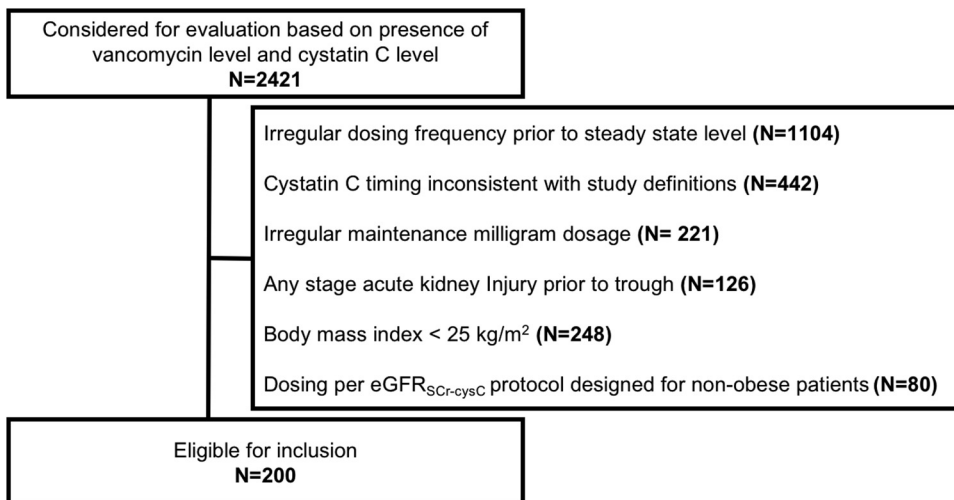 Considered for evaluation based on presence of
vancomycin level and cystatin C level
N=2421
Irregular dosing frequency prior to steady state level (N=1104)
Cystatin C timing inconsistent with study definitions (N=442)
Irregular maintenance milligram dosage (N= 221)
Any stage acute kidney Injury prior to trough (N=126)
Body mass index < 25 kg/m² (N=248)
Dosing per eGFRSCr-cysC protocol designed for non-obese patients (N=80)
Eligible for inclusion
N=200